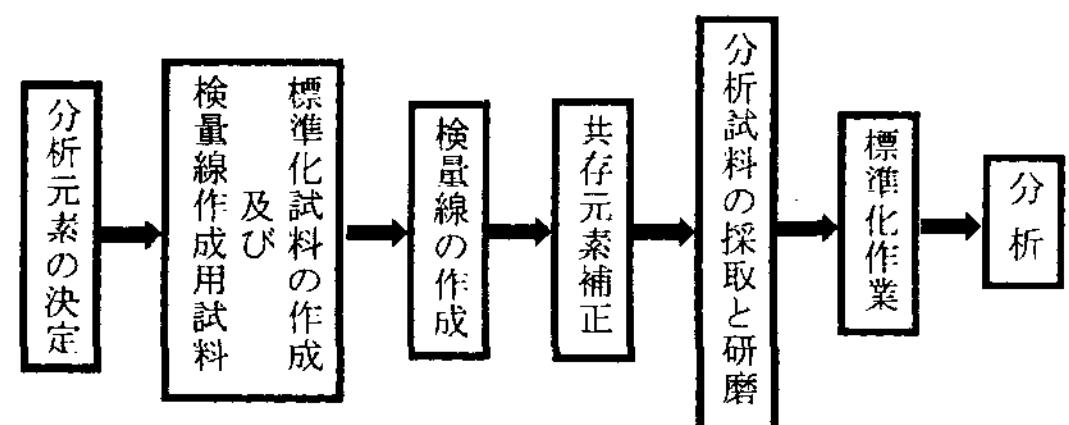 分析元素の決定
標準化試料の作成
及び
検量線作成用試料
検量線の作成
共存元素補正
分析試料の採取と研磨
標準化作業
分析